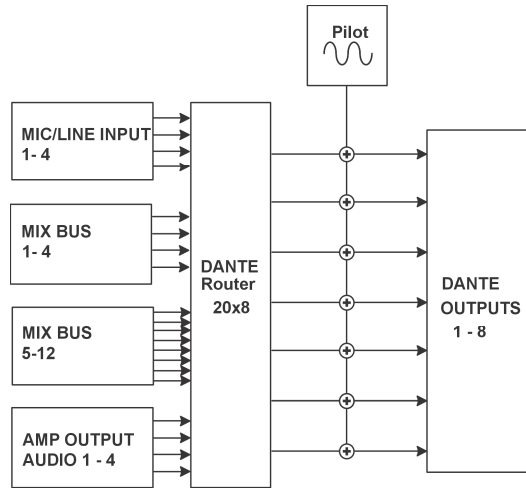 Pilot
MIC/LINE INPUT
1- 4
MIX BUS
1-4
MIX BUS
5-12
AMP OUTPUT
AUDIO 1 - 4
DANTE
Router
20x8
DANTE
OUTPUTS
1 - 8